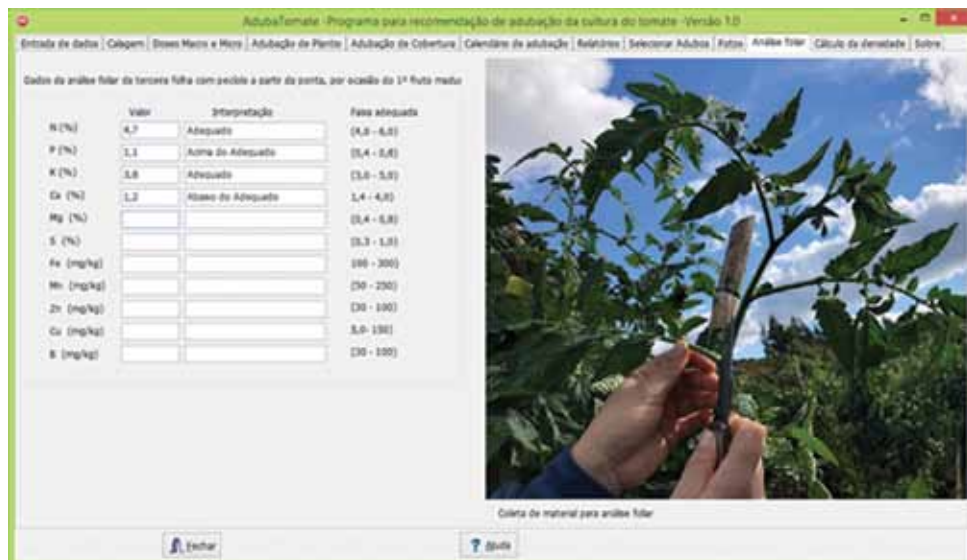 AdubaTomate - Programa para recomendação de adubação da cultura do tomate - Versão 1.0
Entrada de dados | Calagem | Doses Macro e Micro | Adubação de Plantio | Adubação de Cobertura | Calendário de adubação | Relatórios | Selecionar Adubos | Fotos | Análise foliar | Cálculo da densidade | Sobre
Dados da análise foliar da terceira folha com pecíolo a partir da ponta, por ocasião do 1º fruto maduro
Valor Interpretação Faixa adequada
N (%) 4,7 Adequado (4,0 - 6,0)
P (%) 1,1 Acima do Adequado (0,4 - 0,8)
K (%) 3,8 Adequado (3,0 - 5,0)
Ca (%) 1,2 Abaixo do Adequado 1,4 - 4,0)
Mg (%) (0,4 - 0,8)
S (%) (0,3 - 1,0)
Fe (mg/kg) 100 - 300)
Mn (mg/kg) (50 - 250)
Zn (mg/kg) (30 - 100)
Cu (mg/kg) 5,0- 150)
B (mg/kg) (30 - 100)
Coleta de material para análise foliar
Fechar
? Ajuda